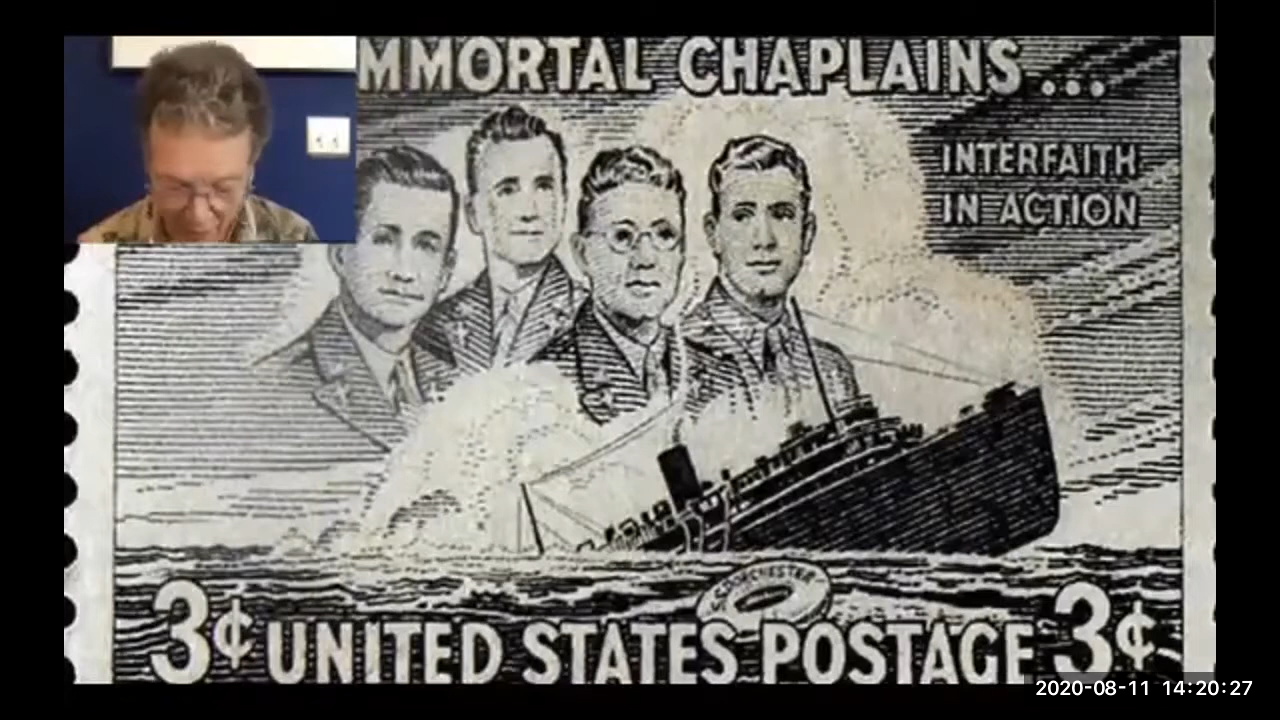 MMORTAL CHAPLAINS...
INTERFAITH
IN ACTION
S.S. DORCHESTER
3¢ UNITED STATES POSTAGE 3¢
2020-08-11 14:20:27